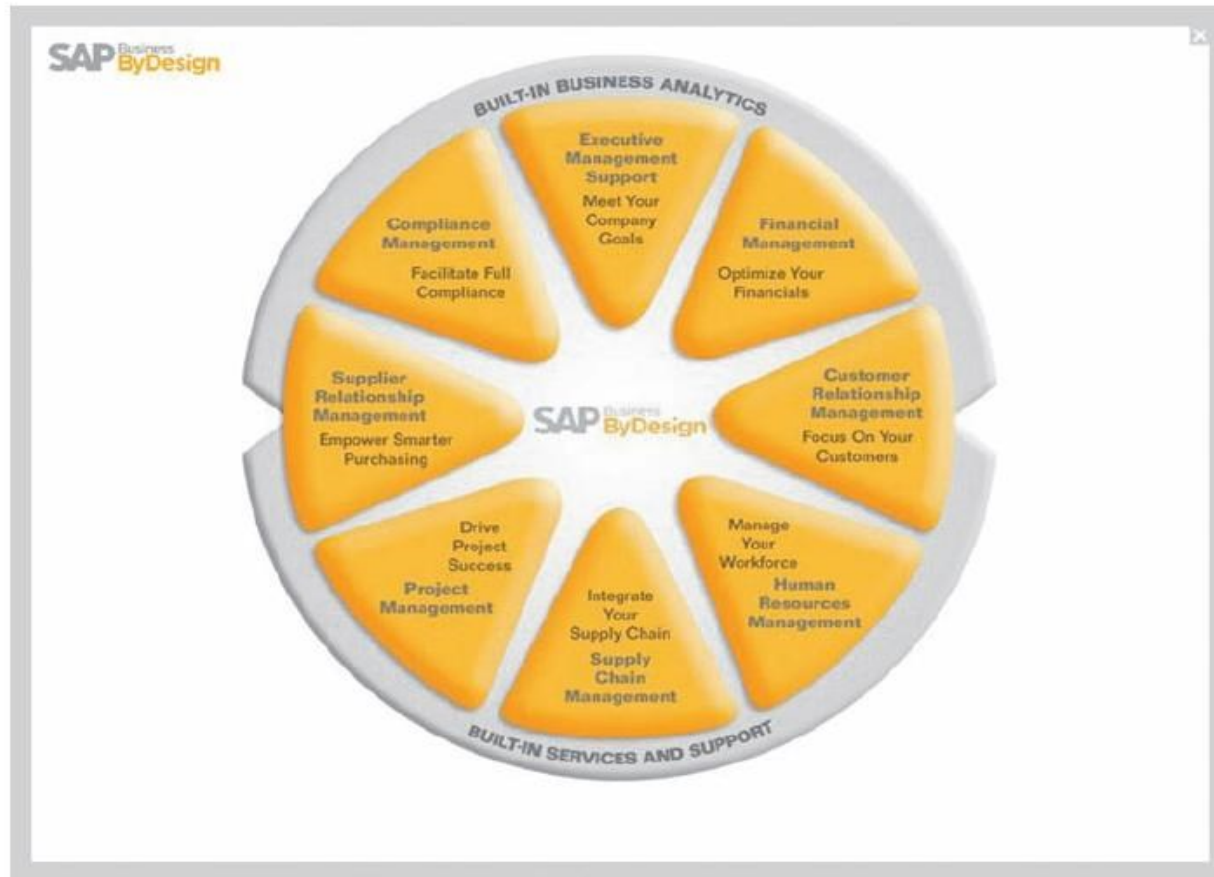 SAP Business
ByDesign
BUILT-IN BUSINESS ANALYTICS
Executive
Management
Support
Meet Your
Company
Goals
Financial
Management
Optimize Your
Financials
Customer
Relationship
Management
Focus On Your
Customers
Manage
Your
Workforce
Human
Resources
Management
Integrate
Your
Supply Chain
Supply
Chain
Management
Drive
Project
Success
Project
Management
Supplier
Relationship
Management
Empower Smarter
Purchasing
Compliance
Management
Facilitate Full
Compliance
SAP Business
ByDesign
BUILT-IN SERVICES AND SUPPORT